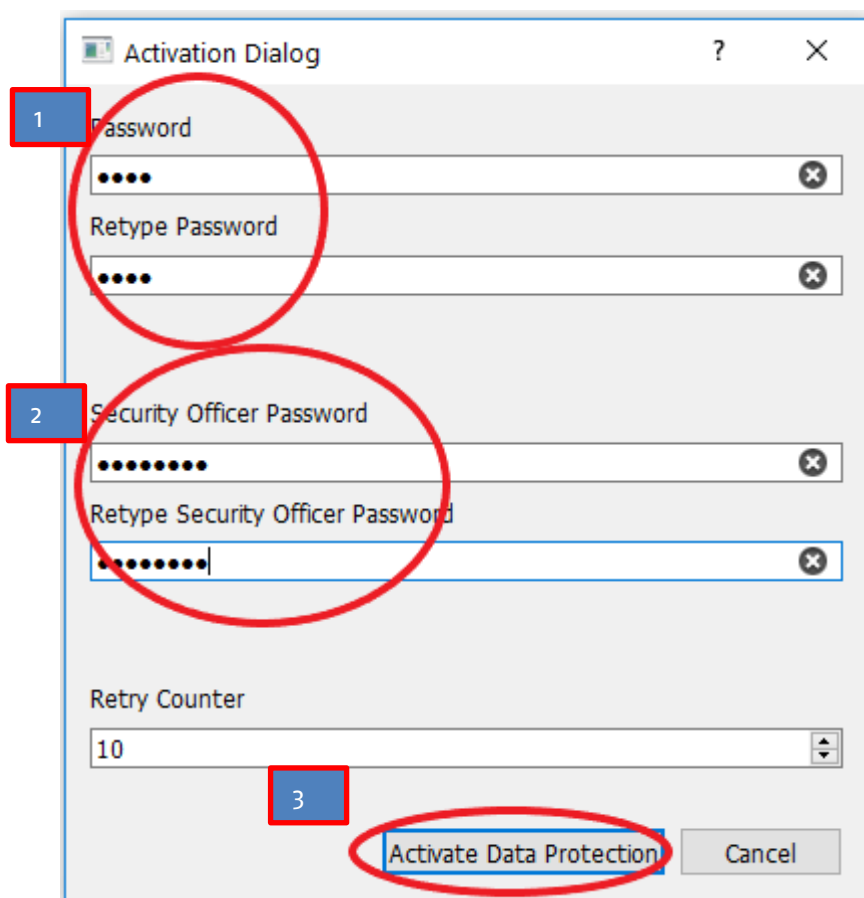 Activation Dialog ?
1
Password
••••
Retype Password
••••
2
Security Officer Password
••••••••
Retype Security Officer Password
••••••••
Retry Counter
10
3
Activate Data Protection Cancel